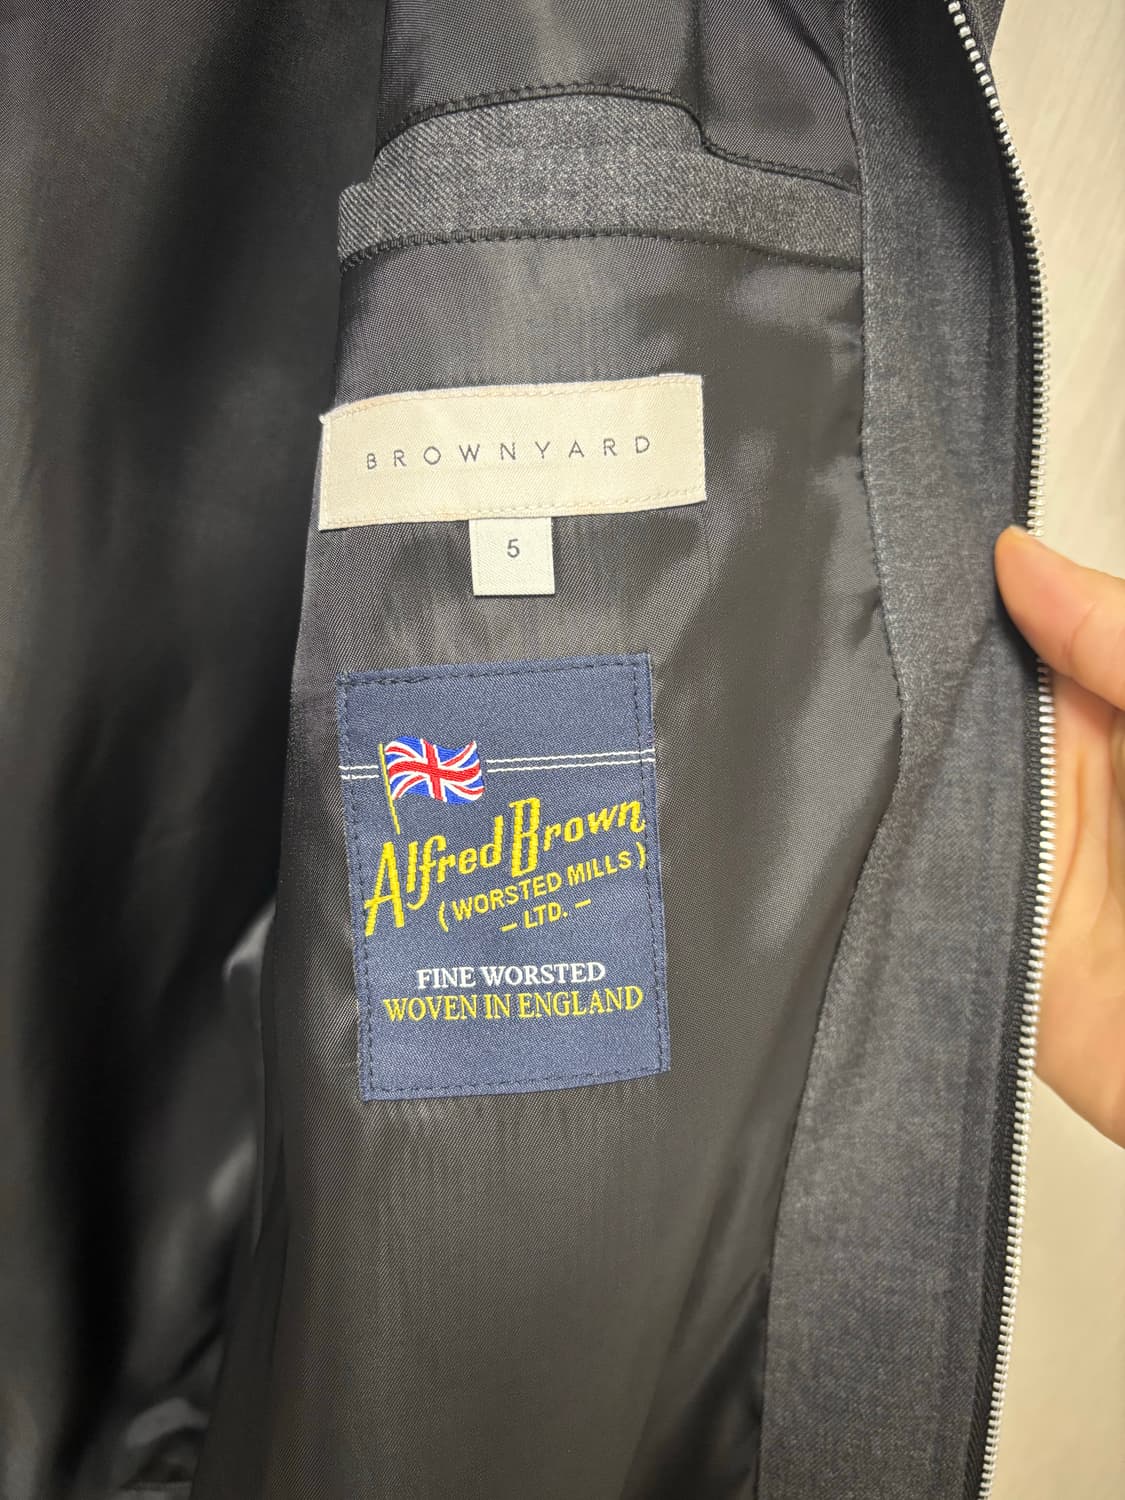 BROWNYARD
5
Alfred Brown
(WORSTED MILLS)
- LTD. -
FINE WORSTED
WOVEN IN ENGLAND